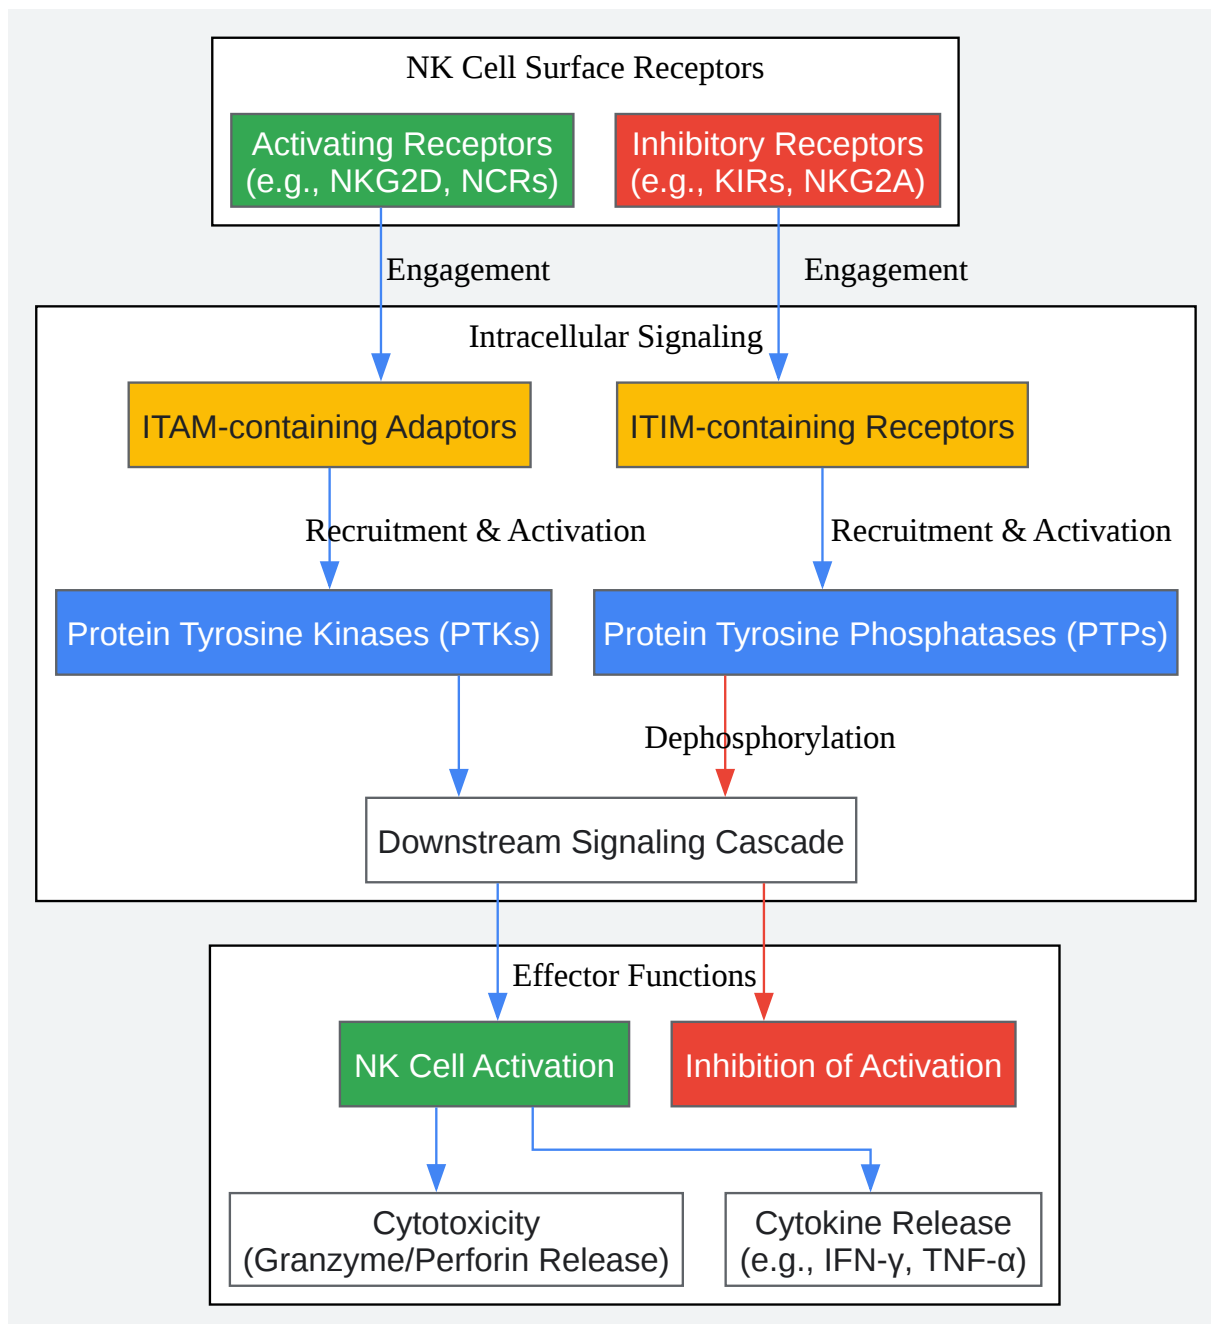 NK Cell Surface Receptors
Activating Receptors
(e.g., NKG2D, NCRs)
Inhibitory Receptors
(e.g., KIRs, NKG2A)
Engagement
Engagement
Intracellular Signaling
ITAM-containing Adaptors
ITIM-containing Receptors
Recruitment & Activation
Recruitment & Activation
Protein Tyrosine Kinases (PTKs)
Protein Tyrosine Phosphatases (PTPs)
Dephosphorylation
Downstream Signaling Cascade
Effector Functions
NK Cell Activation
Inhibition of Activation
Cytotoxicity
(Granzyme/Perforin Release)
Cytokine Release
(e.g., IFN-γ, TNF-α)